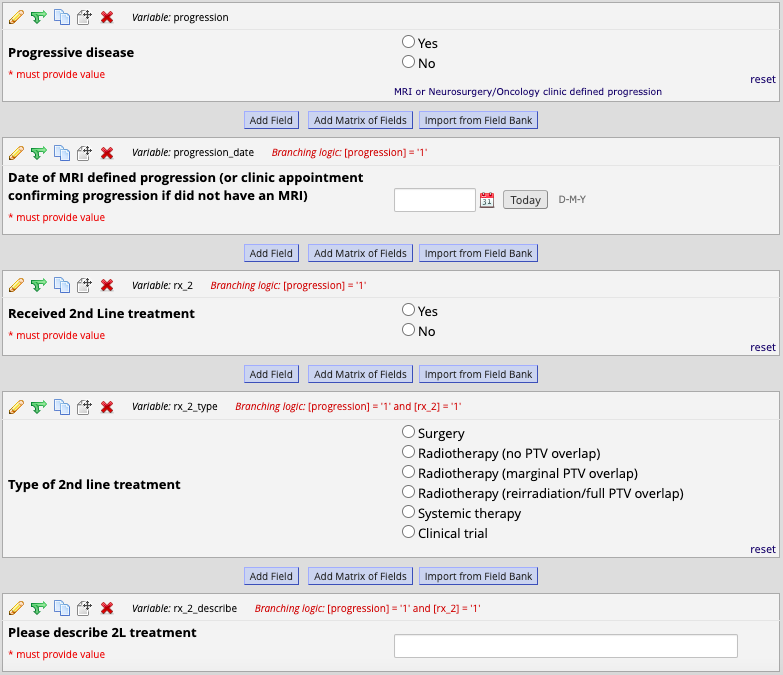 Variable: progression
Progressive disease
* must provide value
Yes
No
reset
MRI or Neurosurgery/Oncology clinic defined progression
Add Field Add Matrix of Fields Import from Field Bank
Variable: progression_date Branching logic: [progression] = '1'
Date of MRI defined progression (or clinic appointment
confirming progression if did not have an MRI)
* must provide value
31 Today D-M-Y
Add Field Add Matrix of Fields Import from Field Bank
Variable: rx_2 Branching logic: [progression] = '1'
Received 2nd Line treatment
* must provide value
Yes
No
reset
Add Field Add Matrix of Fields Import from Field Bank
Variable: rx_2_type Branching logic: [progression] = '1' and [rx_2] = '1'
Type of 2nd line treatment
Surgery
Radiotherapy (no PTV overlap)
Radiotherapy (marginal PTV overlap)
Radiotherapy (reirradiation/full PTV overlap)
Systemic therapy
Clinical trial
reset
Add Field Add Matrix of Fields Import from Field Bank
Variable: rx_2_describe Branching logic: [progression] = '1' and [rx_2] = '1'
Please describe 2L treatment
* must provide value